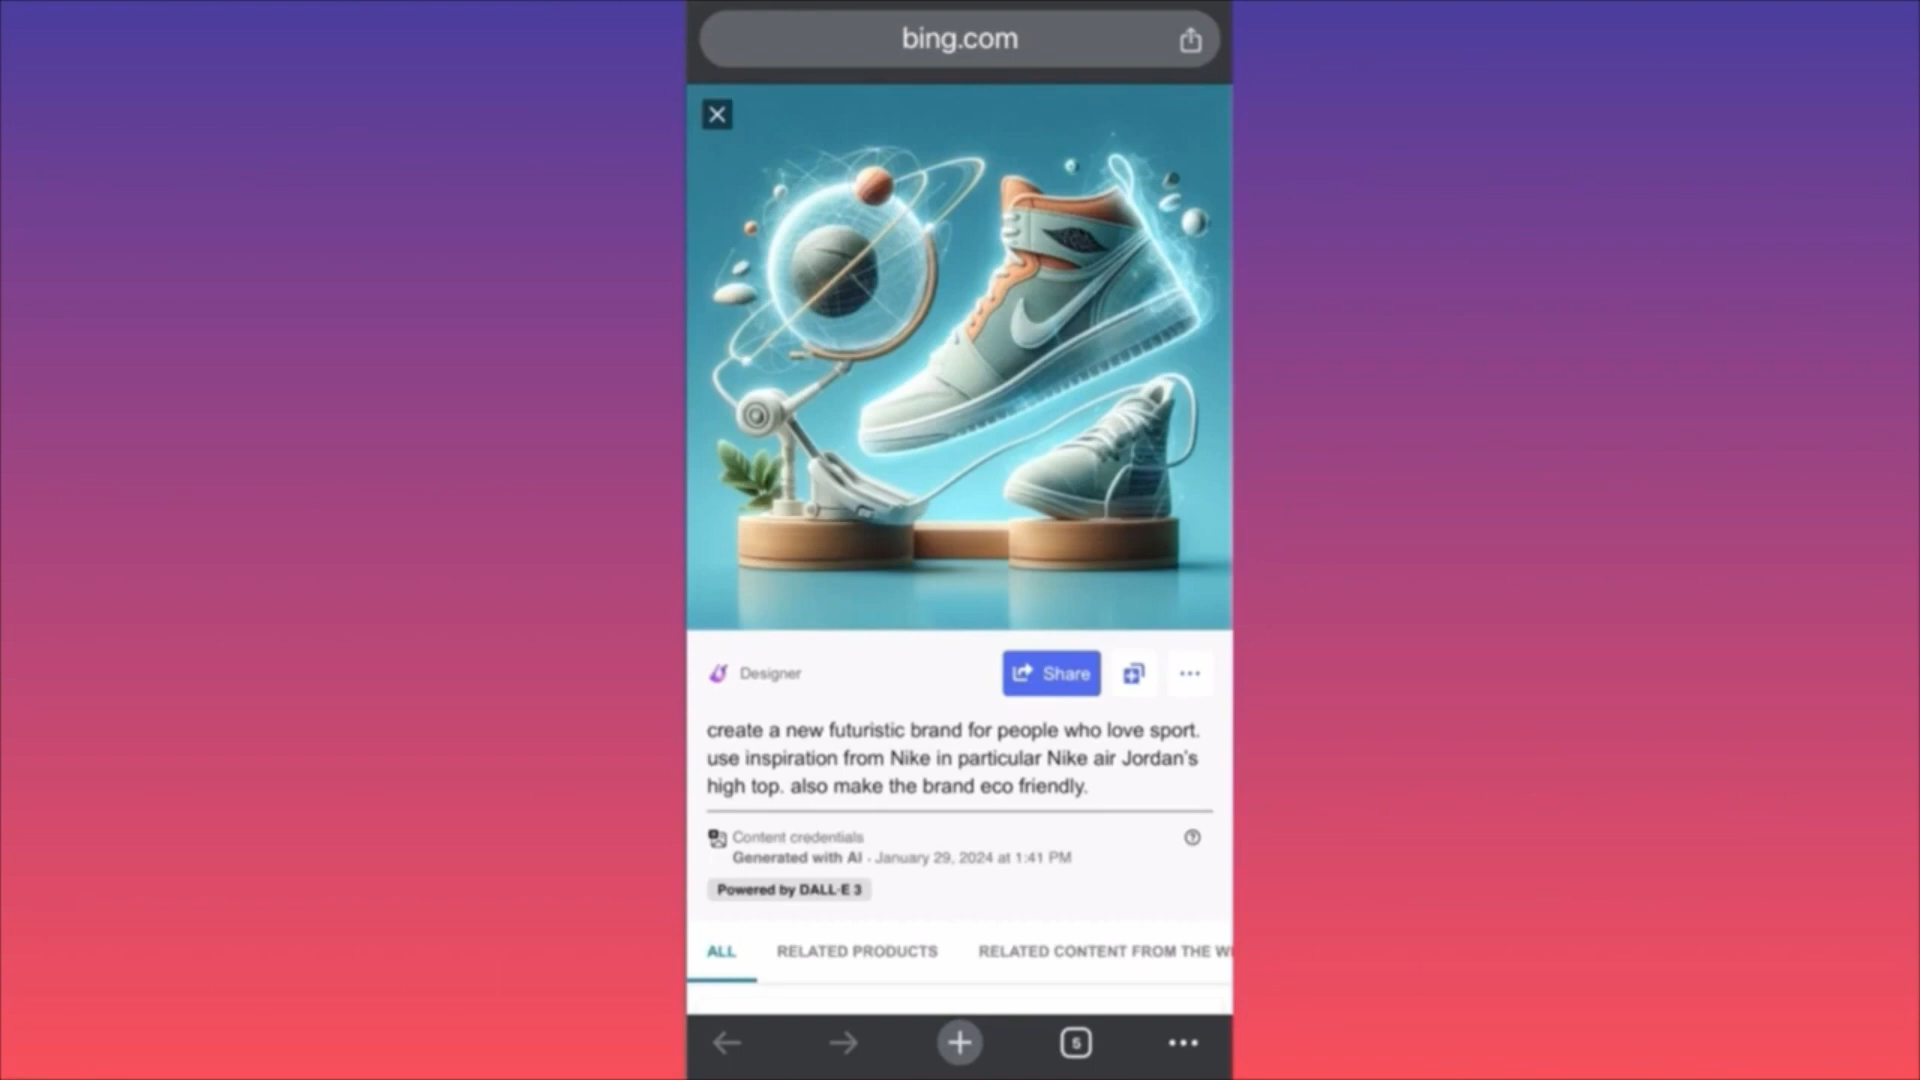 bing.com
Designer
Share
create a new futuristic brand for people who love sport.
use inspiration from Nike in particular Nike air Jordan's
high top. also make the brand eco friendly.
Content credentials
Generated with AI - January 29, 2024 at 1:41 PM
Powered by DALL·E 3
ALL RELATED PRODUCTS RELATED CONTENT FROM THE
5